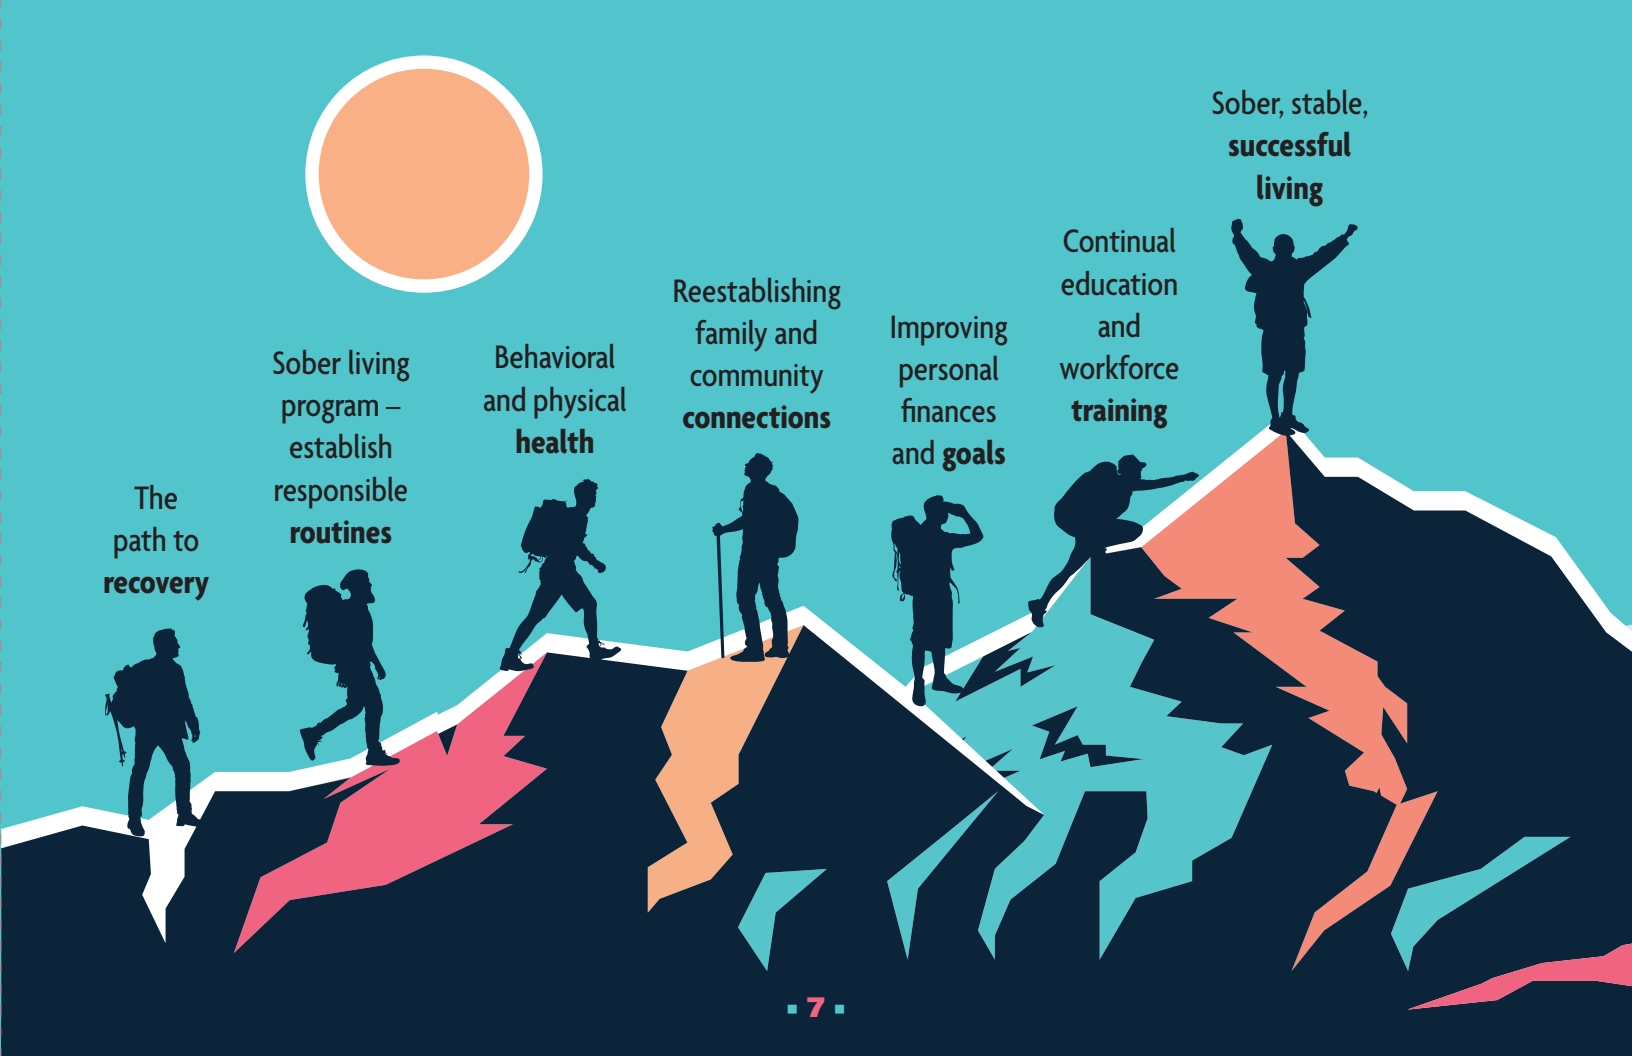 The
path to
recovery
Sober living
program –
establish
responsible
routines
Behavioral
and physical
health
Reestablishing
family and
community
connections
Improving
personal
finances
and goals
Continual
education
and
workforce
training
Sober, stable,
successful
living
7